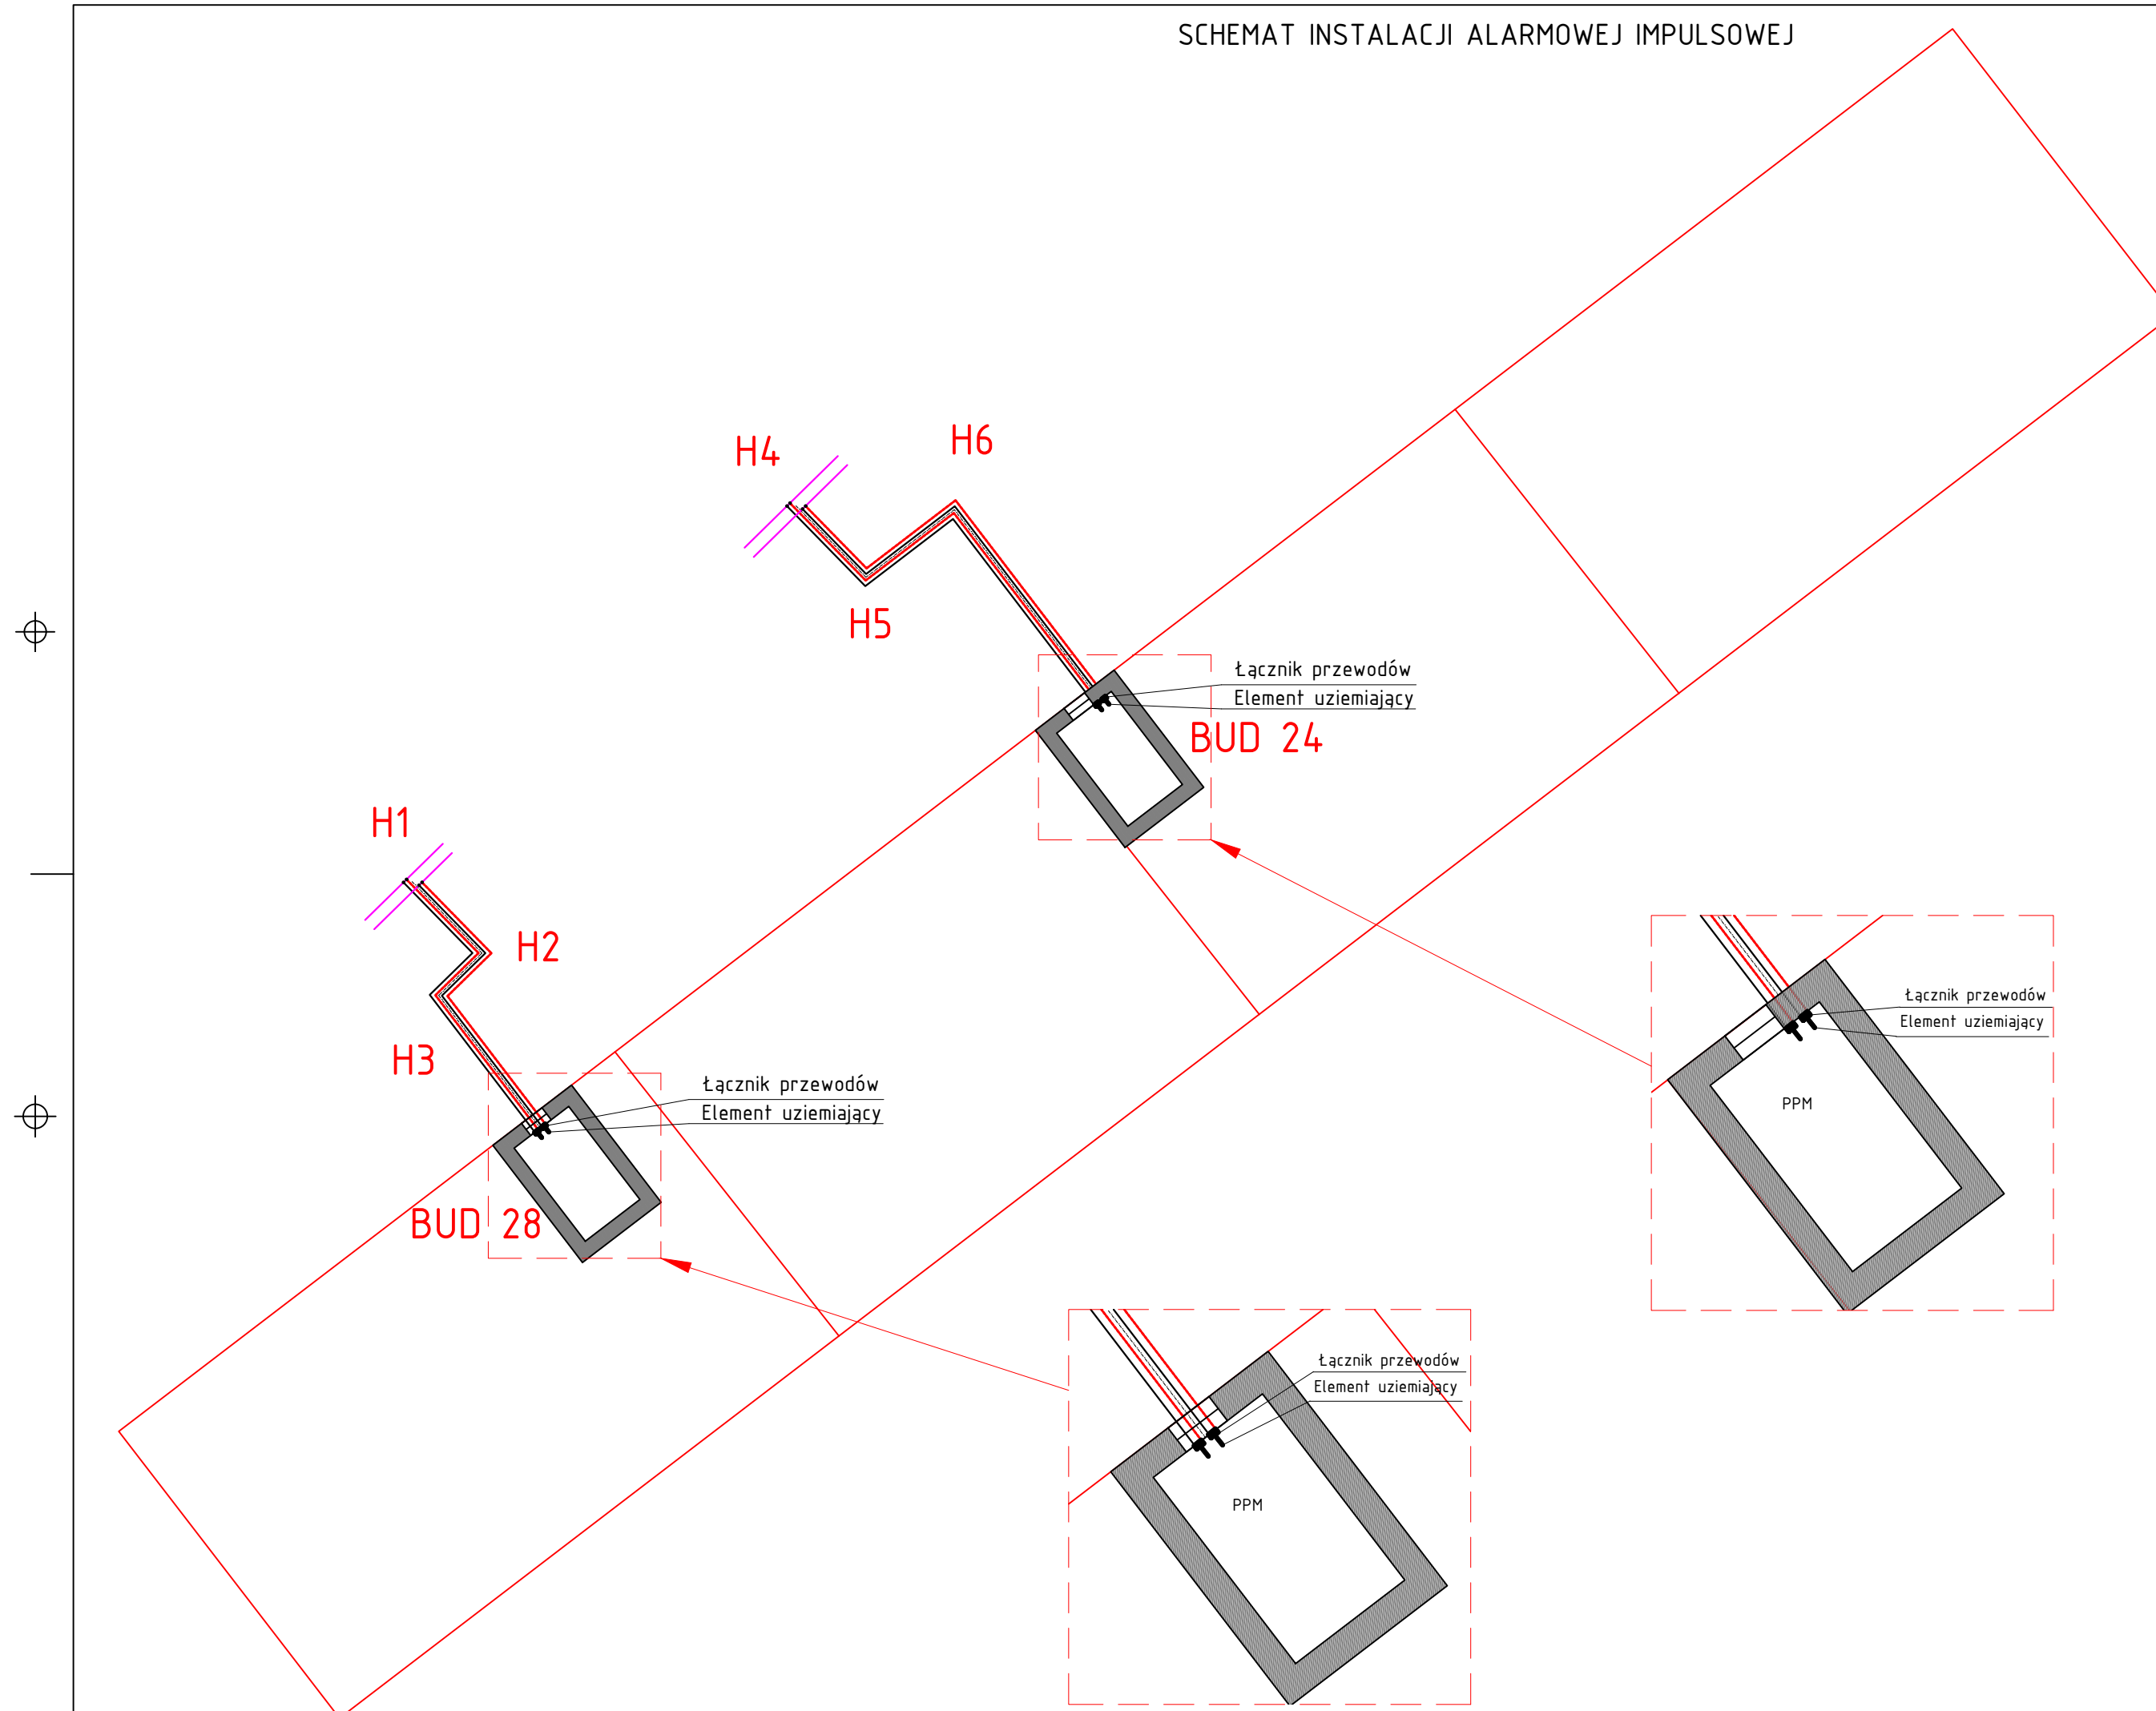 SCHEMAT INSTALACJI ALARMOWEJ IMPULSOWEJ
H6
H4
H5
Łącznik przewodów
Element uziemiający
BUD 24
H1
H2
H3
Łącznik przewodów
Element uziemiający
BUD 28
Łącznik przewodów
Element uziemiający
PPM
Łącznik przewodów
Element uziemiający
PPM